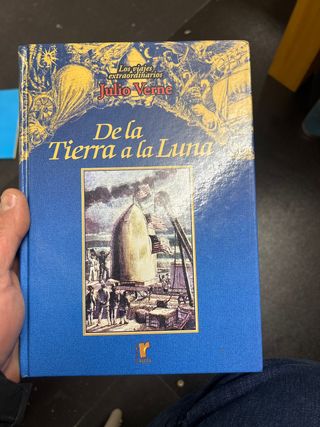 Los viajes
extraordinarios
Julio Verne
De la
Tierra a la Luna